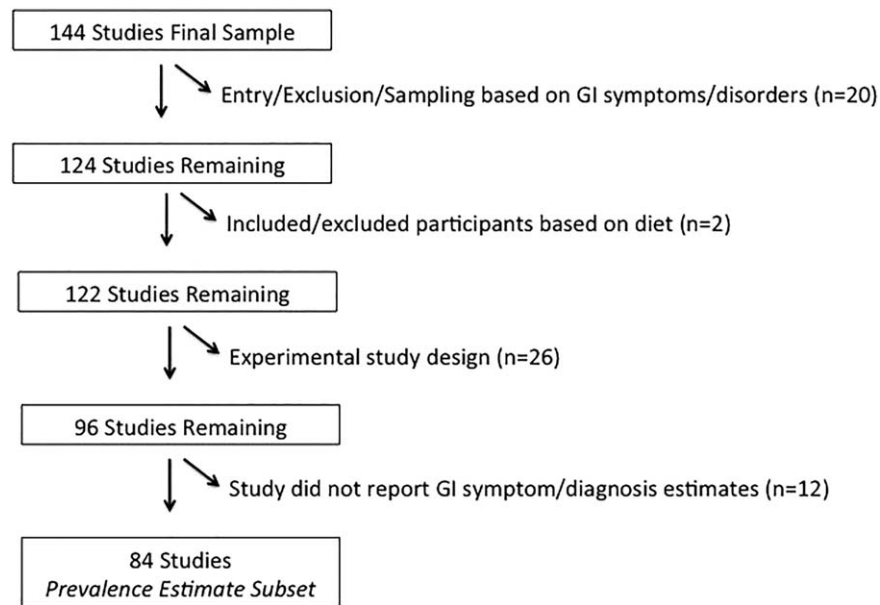 144 Studies Final Sample
Entry/Exclusion/Sampling based on GI symptoms/disorders (n=20)
124 Studies Remaining
Included/excluded participants based on diet (n=2)
122 Studies Remaining
Experimental study design (n=26)
96 Studies Remaining
Study did not report GI symptom/diagnosis estimates (n=12)
84 Studies
Prevalence Estimate Subset